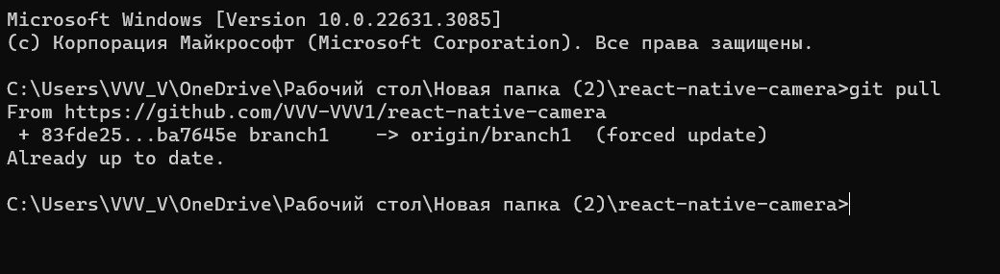 Microsoft Windows [Version 10.0.22631.3085]
(c) Корпорация Майкрософт (Microsoft Corporation). Все права защищены.
C:\Users\VVV_V\OneDrive\Рабочий стол\Новая папка (2)\react-native-camera>git pull
From https://github.com/VVV-VVV1/react-native-camera
 + 83fde25...ba7645e branch1    -> origin/branch1  (forced update)
Already up to date.
C:\Users\VVV_V\OneDrive\Рабочий стол\Новая папка (2)\react-native-camera>